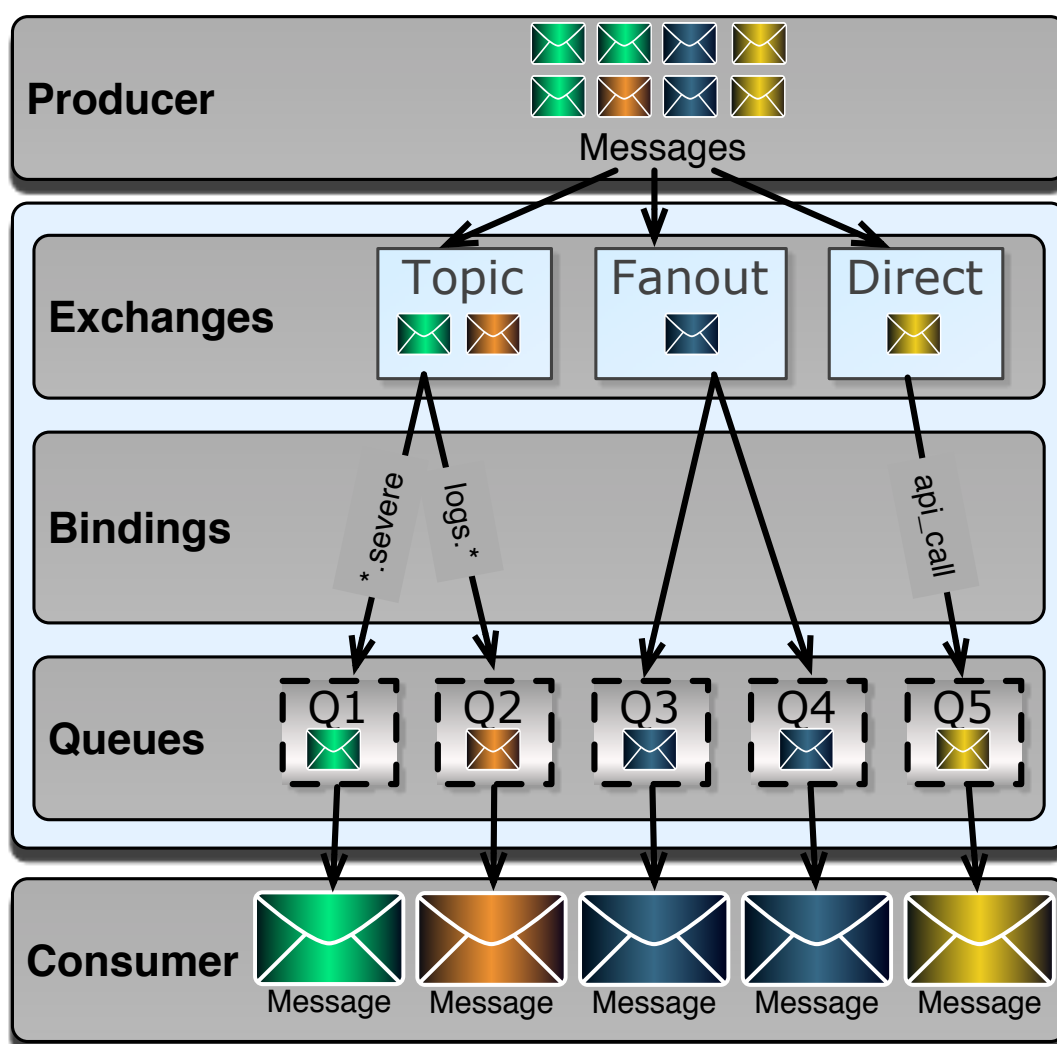 Producer
Messages
Exchanges
Topic
Fanout
Direct
Bindings
*.severe
logs.*
api_call
Queues
Q1
Q2
Q3
Q4
Q5
Consumer
Message
Message
Message
Message
Message